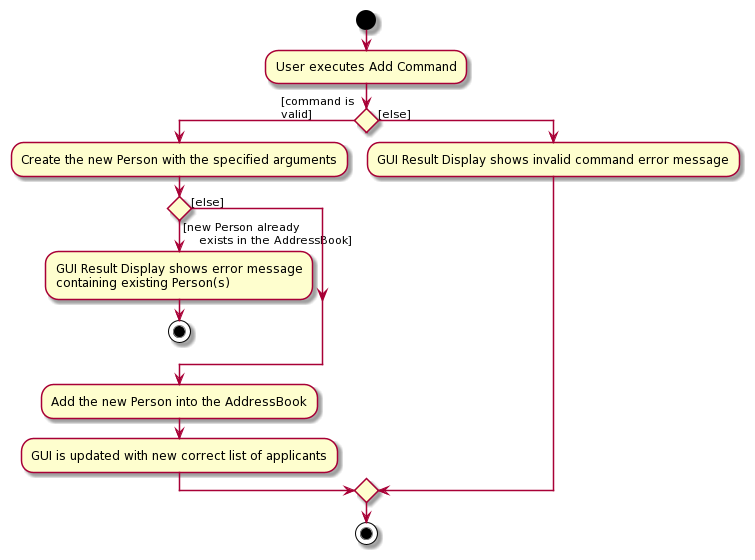 User executes Add Command
[command is
valid]
[else]
Create the new Person with the specified arguments
GUI Result Display shows invalid command error message
[else]
[new Person already
exists in the AddressBook]
GUI Result Display shows error message
containing existing Person(s)
Add the new Person into the AddressBook
GUI is updated with new correct list of applicants